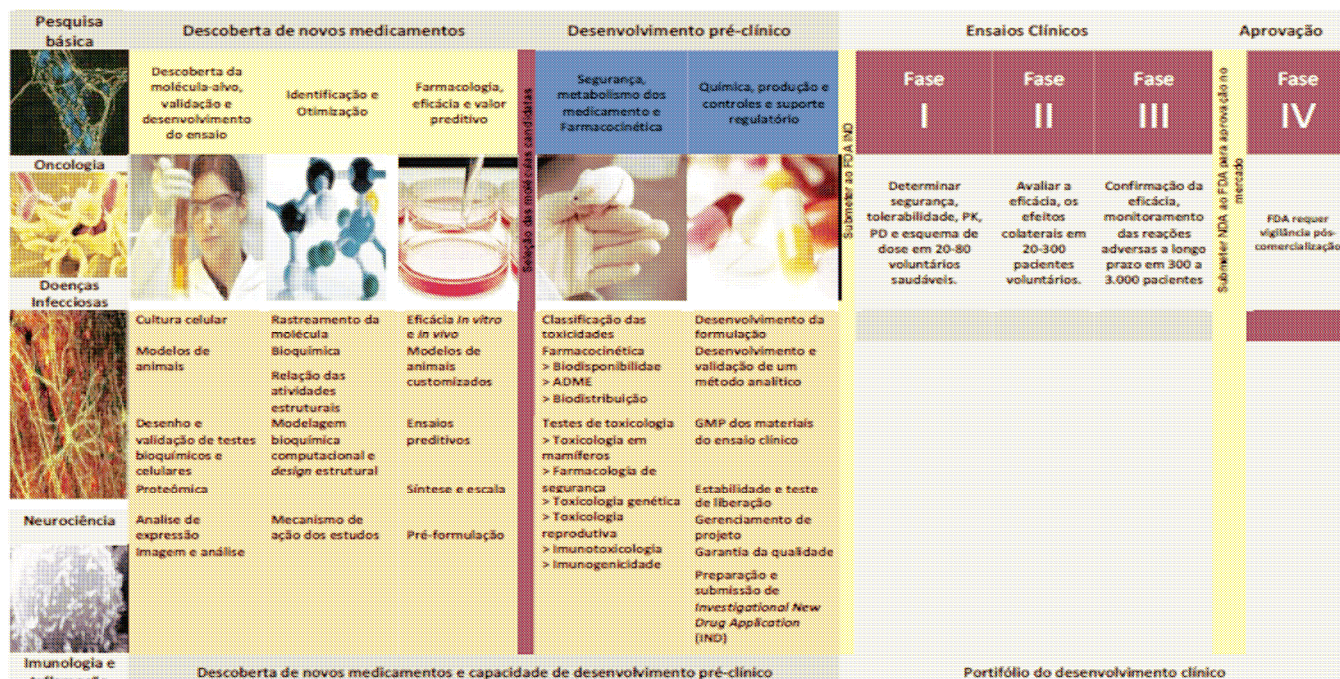 Pesquisa
básica
Descoberta de novos medicamentos
Desenvolvimento pré-clínico
Ensaios Clínicos
Aprovação
Descoberta da
molécula-alvo,
validação e
desenvolvimento
do ensaio
Identificação e
Otimização
Farmacologia,
eficácia e valor
preditivo
Seleção das moléculas candidatas
Segurança,
metabolismo dos
medicamento e
Farmacocinética
Química, produção e
controles e suporte
regulatório
Submeter ao FDA IND
Fase
I
Fase
II
Fase
III
Submeter NDA ao FDA para aprovação no
mercado
Fase
IV
Oncologia
Doenças
Infecciosas
Neurociência
Imunologia e
Determinar
segurança,
tolerabilidade, PK,
PD e esquema de
dose em 20-80
voluntários
saudáveis.
Avaliar a
eficácia, os
efeitos
colaterais em
20-300
pacientes
voluntários.
Confirmação da
eficácia,
monitoramento
das reações
adversas a longo
prazo em 300 a
3.000 pacientes
FDA requer
vigilância pós-
comercialização
Cultura celular
Modelos de
animais
Desenho e
validação de testes
bioquímicos e
celulares
Proteômica
Analise de
expressão
Imagem e análise
Rastreamento da
molécula
Bioquímica
Relação das
atividades
estruturais
Modelagem
bioquímica
computacional e
design estrutural
Mecanismo de
ação dos estudos
Eficácia in vitro
e in vivo
Modelos de
animais
customizados
Ensaios
preditivos
Síntese e escala
Pré-formulação
Classificação das
toxicidades
Farmacocinética
> Biodisponibilidae
> ADME
> Biodistribuição
Testes de toxicologia
> Toxicologia em
mamíferos
> Farmacologia de
segurança
> Toxicologia genética
> Toxicologia
reprodutiva
> Imunotoxicologia
> Imunogenicidade
Desenvolvimento da
formulação
Desenvolvimento e
validação de um
método analítico
GMP dos materiais
do ensaio clínico
Estabilidade e teste
de liberação
Gerenciamento de
projeto
Garantia da qualidade
Preparação e
submissão de
Investigational New
Drug Application
(IND)
Descoberta de novos medicamentos e capacidade de desenvolvimento pré-clínico
Portifólio do desenvolvimento clínico